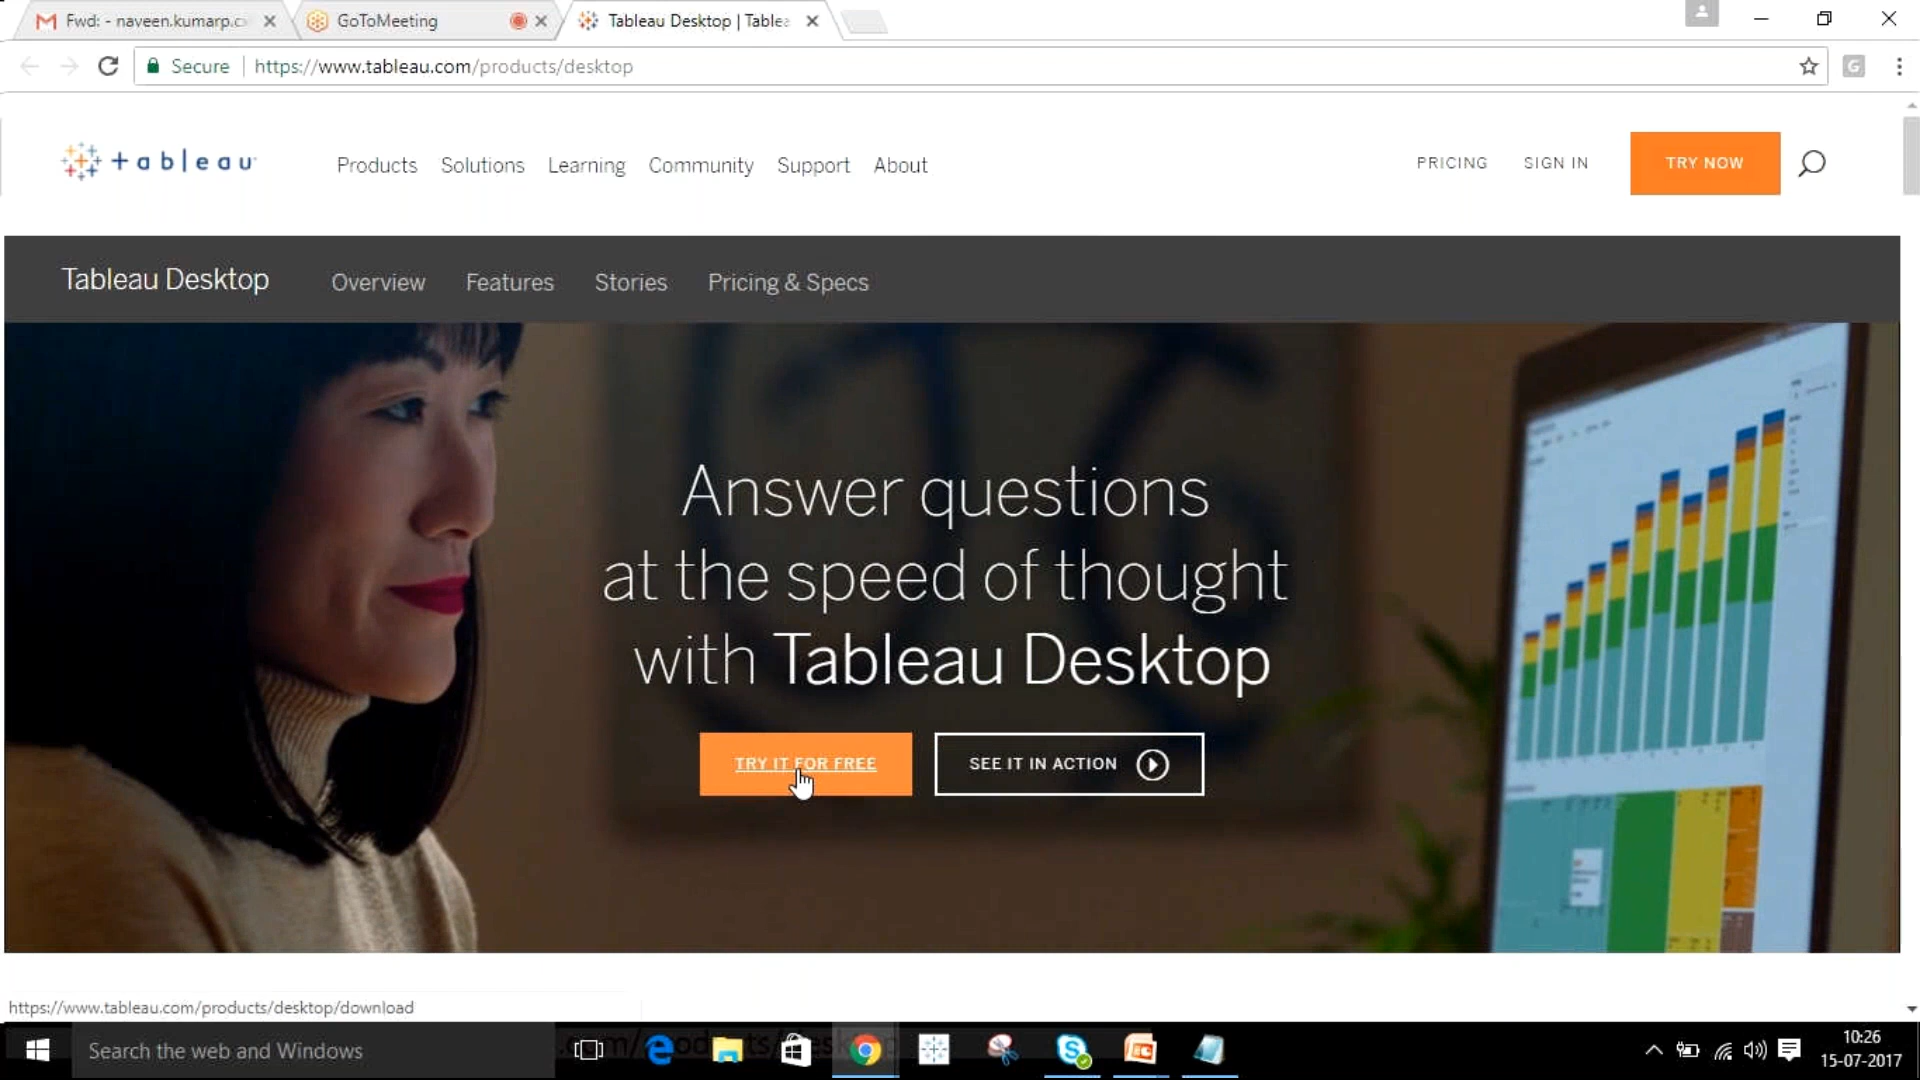 Fwd: - naveen.kumarp.c
GoToMeeting
Tableau Desktop | Tablea
Secure
https://www.tableau.com/products/desktop
G
+ableau
Products
Solutions
Learning
Community
Support
About
PRICING
SIGN IN
TRY NOW
Tableau Desktop
Overview
Features
Stories
Pricing & Specs
Answer questions
at the speed of thought
with Tableau Desktop
TRY IT FOR FREE
SEE IT IN ACTION
https://www.tableau.com/products/desktop/download
Search the web and Windows
10:26
15-07-2017